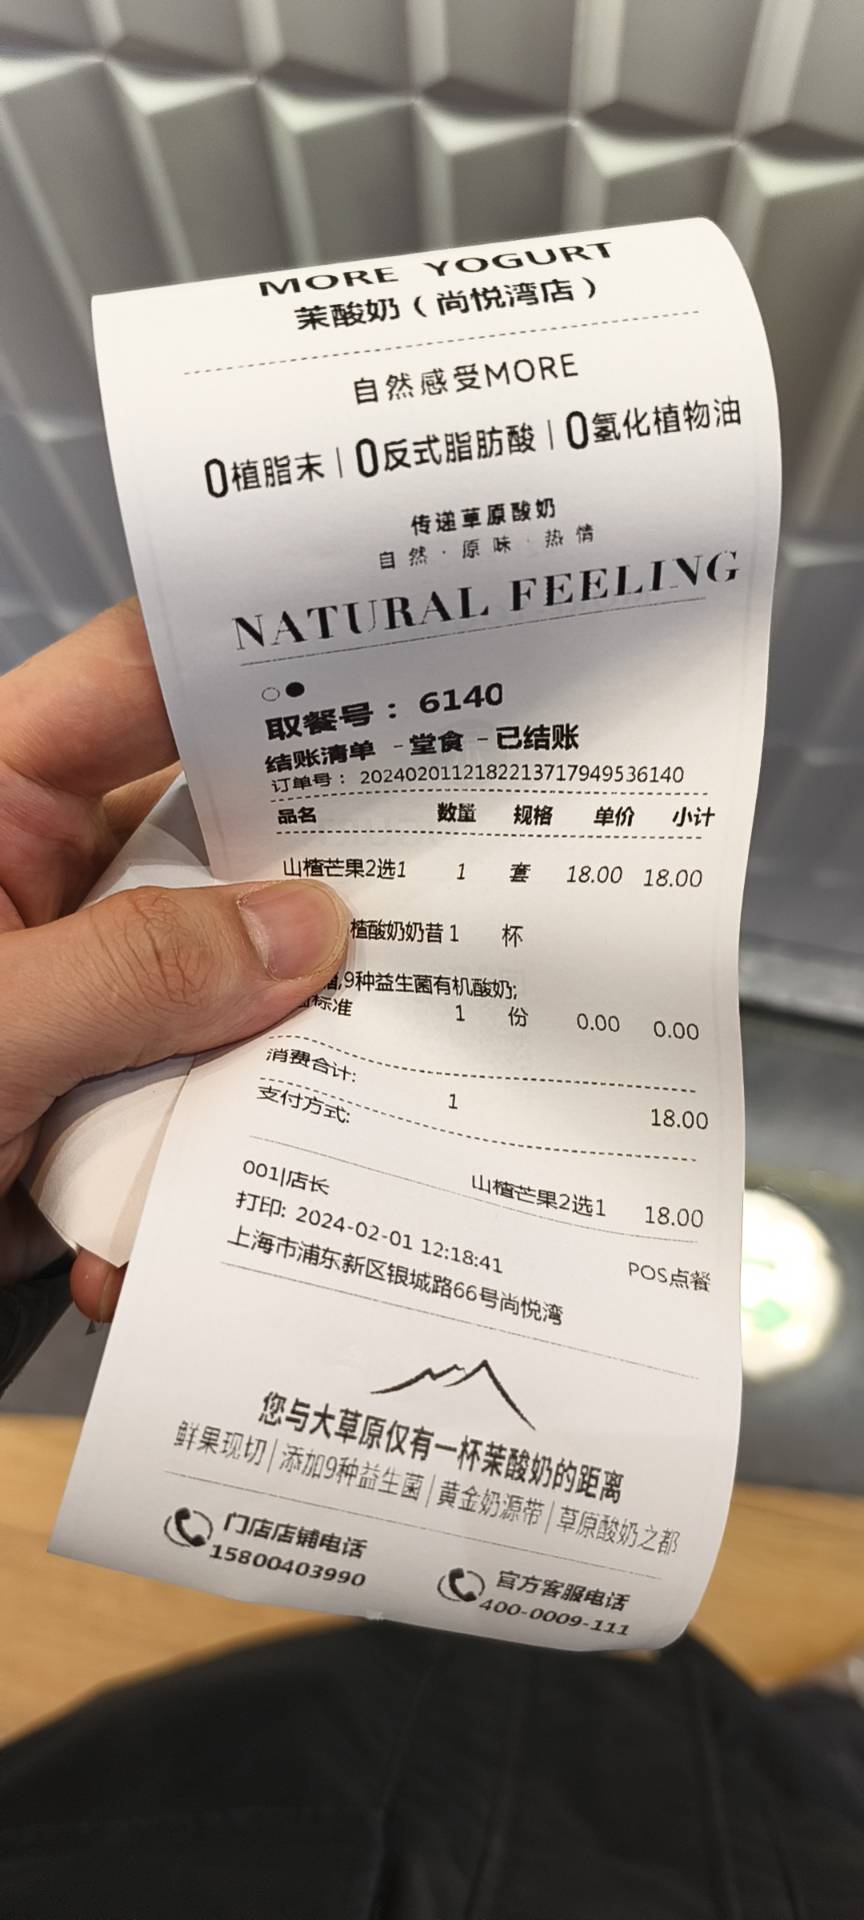 MORE YOGURT
茉酸奶（尚悦湾店）
自然感受MORE
0植脂末|0反式脂肪酸|0氢化植物油
传递草原酸奶
自然·原味·热情
NATURAL FEELING
取餐号：6140
结账清单 -堂食 -已结账
订单号：20240201121822137179495​36140
品名 数量 规格 单价 小计
山楂芒果2选1 1 套 18.00 18.00
楂酸奶奶昔 1 杯
,9种益生菌有机酸奶;
标准 1 份 0.00 0.00
消费合计: 1 18.00
支付方式:
山楂芒果2选1 18.00
001|店长 POS点餐
打印: 2024-02-01 12:18:41
上海市浦东新区银城路66号尚悦湾
您与大草原仅有一杯茉酸奶的距离
鲜果现切|添加9种益生菌|黄金奶源带|草原酸奶之都
门店店铺电话
15800403990
官方客服电话
400-0009-111